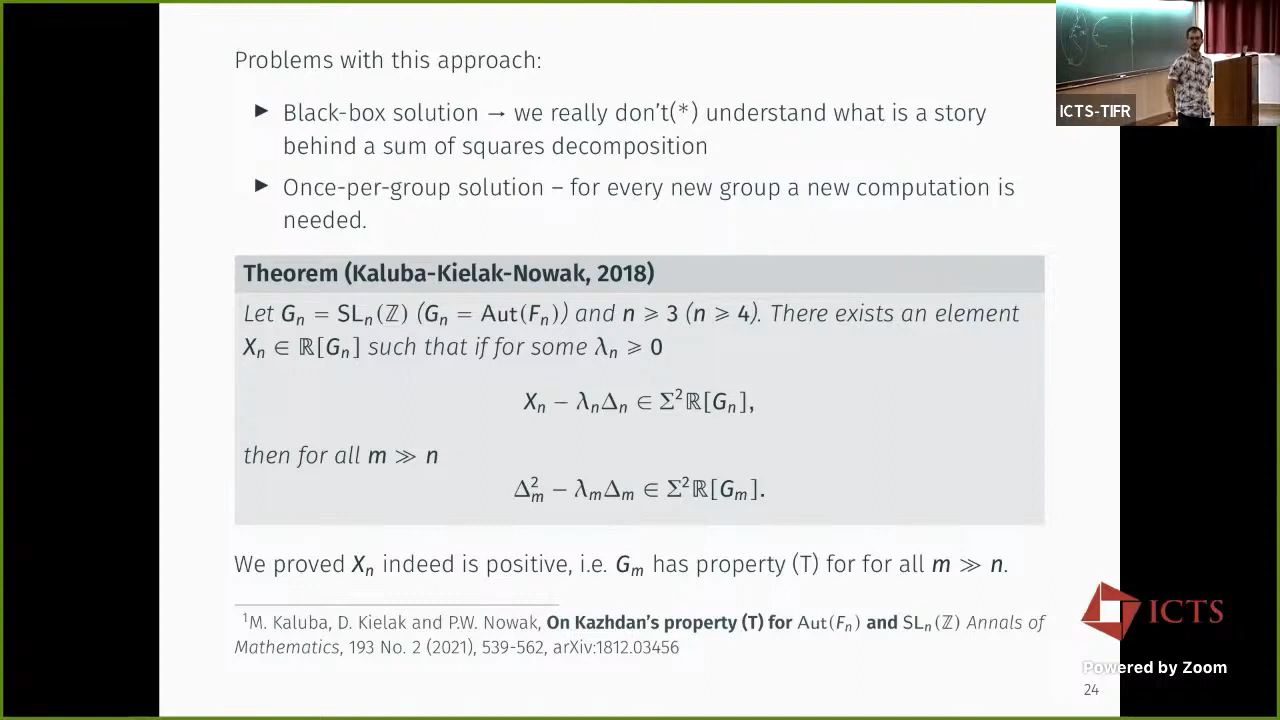 Problems with this approach:
▶ Black-box solution → we really don't(*) understand what is a story
behind a sum of squares decomposition
▶ Once-per-group solution – for every new group a new computation is
needed.
Theorem (Kaluba-Kielak-Nowak, 2018)
Let Gₙ = SLₙ(ℤ) (Gₙ = Aut(Fₙ)) and n ⩾ 3 (n ⩾ 4). There exists an element
Xₙ ∈ ℝ[Gₙ] such that if for some λₙ ⩾ 0
Xₙ − λₙΔₙ ∈ Σ²ℝ[Gₙ],
then for all m ≫ n
Δ²ₘ − λₘΔₘ ∈ Σ²ℝ[Gₘ].
We proved Xₙ indeed is positive, i.e. Gₘ has property (T) for for all m ≫ n.
¹M. Kaluba, D. Kielak and P.W. Nowak, On Kazhdan's property (T) for Aut(Fₙ) and SLₙ(ℤ) Annals of
Mathematics, 193 No. 2 (2021), 539-562, arXiv:1812.03456
24
ICTS-TIFR
ICTS
Powered by Zoom